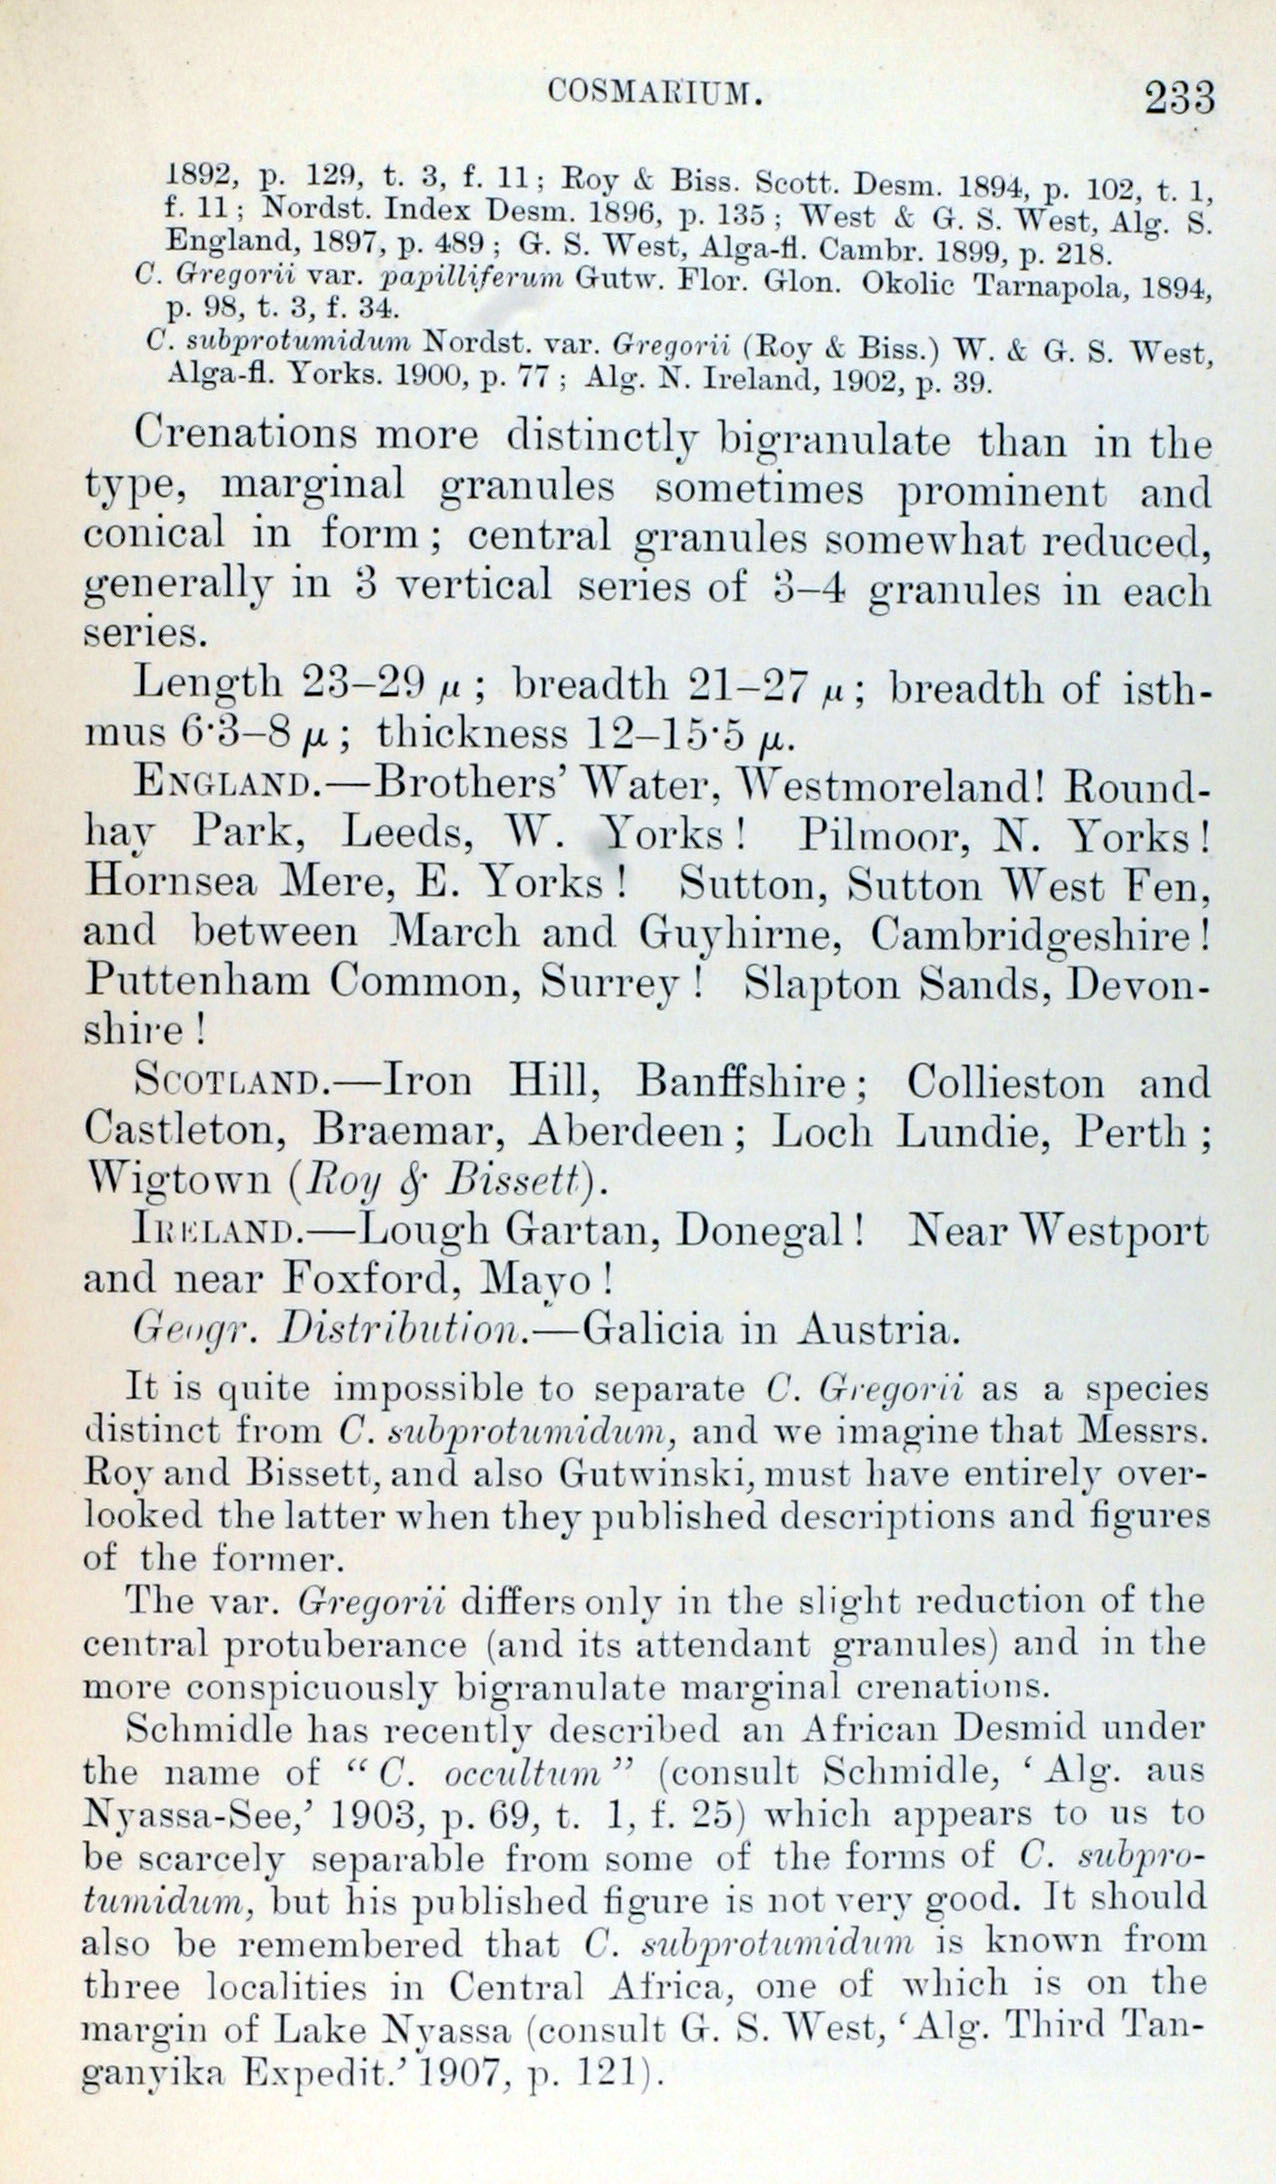 COSMARIUM. 233
1892, p. 129, t. 3, f. 11; Roy & Biss. Scott. Desm. 1894, p. 102, t. 1,
f. 11; Nordst. Index Desm. 1896, p. 135; West & G. S. West, Alg. S.
England, 1897, p. 489; G. S. West, Alga-fl. Cambr. 1899, p. 218.
C. Gregorii var. papilliferum Gutw. Flor. Glon. Okolic Tarnapola, 1894,
p. 98, t. 3, f. 34.
C. subprotumidum Nordst. var. Gregorii (Roy & Biss.) W. & G. S. West,
Alga-fl. Yorks. 1900, p. 77; Alg. N. Ireland, 1902, p. 39.
Crenations more distinctly bigranulate than in the
type, marginal granules sometimes prominent and
conical in form; central granules somewhat reduced,
generally in 3 vertical series of 3–4 granules in each
series.
Length 23–29 μ; breadth 21–27 μ; breadth of isth-
mus 6·3–8 μ; thickness 12–15·5 μ.
ENGLAND.—Brothers' Water, Westmoreland! Round-
hay Park, Leeds, W. Yorks! Pilmoor, N. Yorks!
Hornsea Mere, E. Yorks! Sutton, Sutton West Fen,
and between March and Guyhirne, Cambridgeshire!
Puttenham Common, Surrey! Slapton Sands, Devon-
shire!
SCOTLAND.—Iron Hill, Banffshire; Collieston and
Castleton, Braemar, Aberdeen; Loch Lundie, Perth;
Wigtown (Roy & Bissett).
IRELAND.—Lough Gartan, Donegal! Near Westport
and near Foxford, Mayo!
Geogr. Distribution.—Galicia in Austria.
It is quite impossible to separate C. Gregorii as a species
distinct from C. subprotumidum, and we imagine that Messrs.
Roy and Bissett, and also Gutwinski, must have entirely over-
looked the latter when they published descriptions and figures
of the former.
The var. Gregorii differs only in the slight reduction of the
central protuberance (and its attendant granules) and in the
more conspicuously bigranulate marginal crenations.
Schmidle has recently described an African Desmid under
the name of "C. occultum" (consult Schmidle, 'Alg. aus
Nyassa-See,' 1903, p. 69, t. 1, f. 25) which appears to us to
be scarcely separable from some of the forms of C. subpro-
tumidum, but his published figure is not very good. It should
also be remembered that C. subprotumidum is known from
three localities in Central Africa, one of which is on the
margin of Lake Nyassa (consult G. S. West, 'Alg. Third Tan-
ganyika Expedit.' 1907, p. 121).